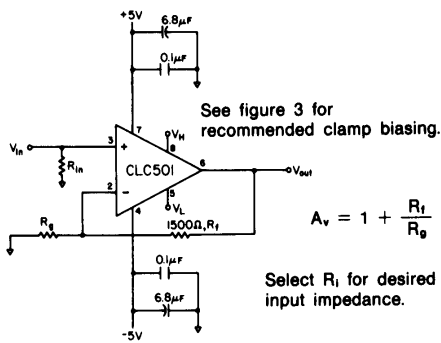 +5V
6.8µF
0.1µF
See figure 3 for
recommended clamp biasing.
7
VH
8
Vin
3
+
Rin
CLC501
6
Vout
2
−
5
VL
4
Rg
1500Ω, Rf
Av = 1 + Rf
Rg
0.1µF
Select RI for desired
input impedance.
6.8µF
-5V